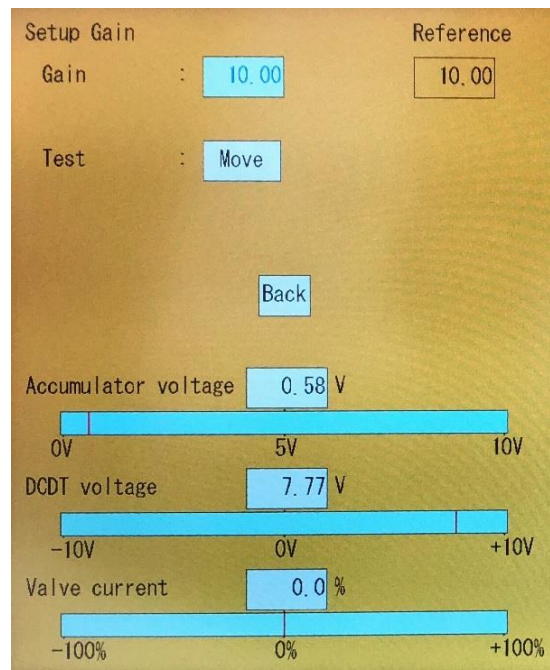 Setup Gain Reference
Gain : 10.00 10.00
Test : Move
Back
Accumulator voltage 0.58 V
0V 5V 10V
DCDT voltage 7.77 V
-10V 0V +10V
Valve current 0.0 %
-100% 0% +100%